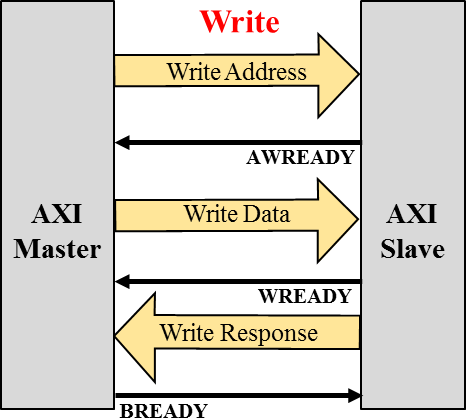 Write
Write Address
AWREADY
AXI
Master
Write Data
AXI
Slave
WREADY
Write Response
BREADY